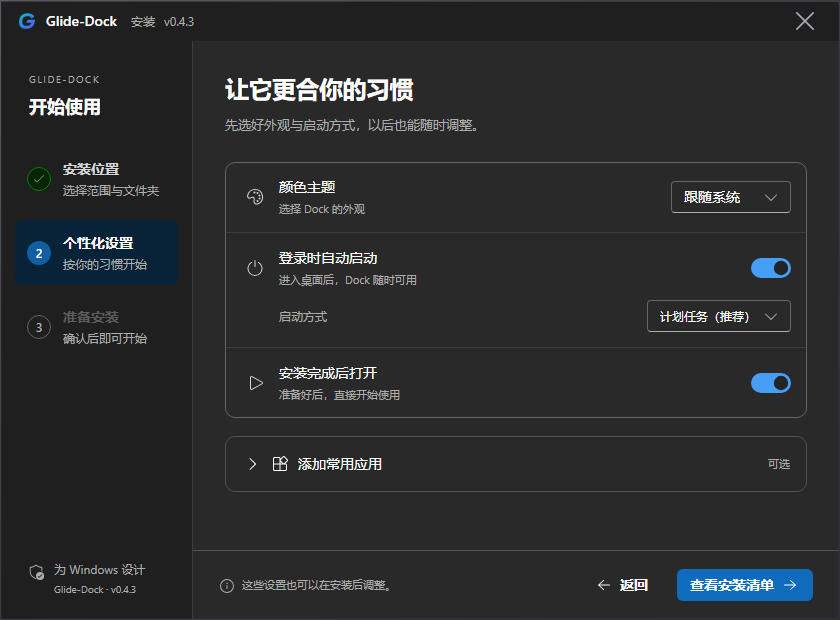 Glide-Dock 安装 v0.4.3
GLIDE-DOCK
开始使用
安装位置
选择范围与文件夹
2
个性化设置
按你的习惯开始
3
准备安装
确认后即可开始
为 Windows 设计
Glide-Dock · v0.4.3
让它更合你的习惯
先选好外观与启动方式，以后也能随时调整。
颜色主题
选择 Dock 的外观
跟随系统
登录时自动启动
进入桌面后，Dock 随时可用
启动方式
计划任务（推荐）
安装完成后打开
准备好后，直接开始使用
添加常用应用
可选
这些设置也可以在安装后调整。
返回
查看安装清单